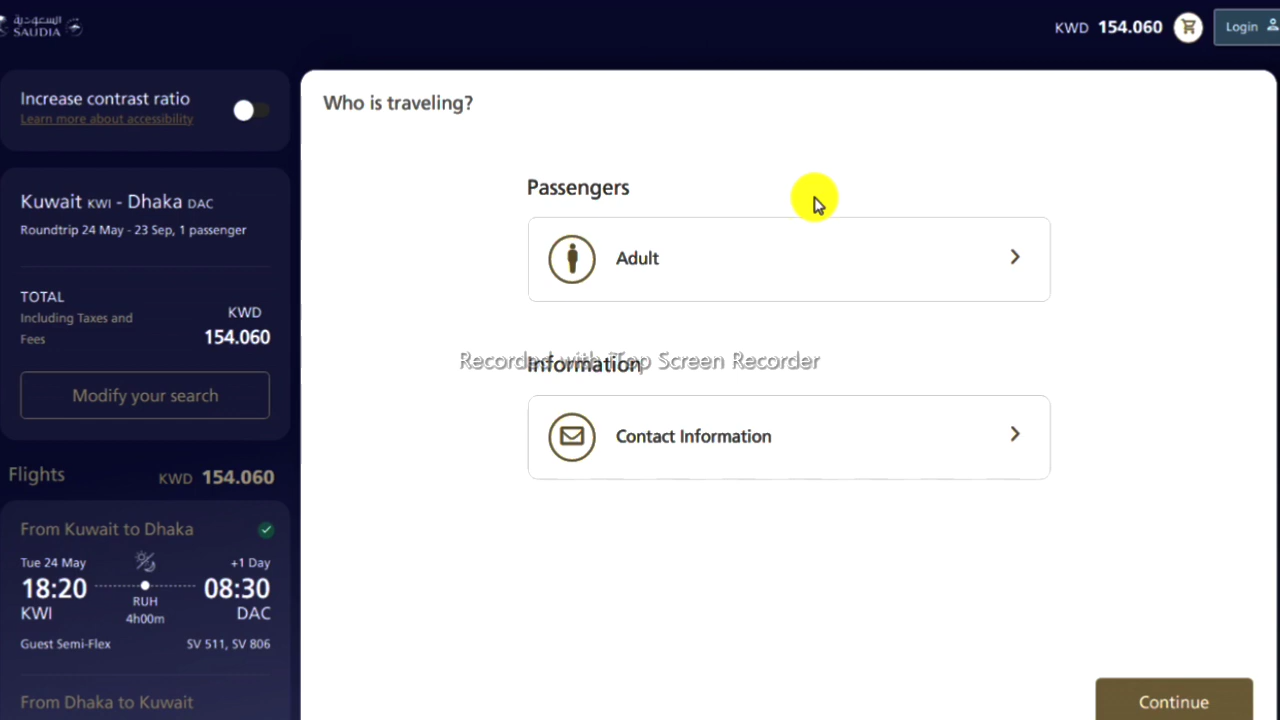 السعودية
SAUDIA
KWD 154.060
Login
Increase contrast ratio
Learn more about accessibility
Kuwait KWI - Dhaka DAC
Roundtrip 24 May - 23 Sep, 1 passenger
TOTAL
Including Taxes and Fees
KWD
154.060
Modify your search
Flights KWD 154.060
From Kuwait to Dhaka
Tue 24 May +1 Day
18:20 08:30
KWI RUH DAC
4h00m
Guest Semi-Flex SV 511, SV 806
From Dhaka to Kuwait
Who is traveling?
Passengers
Adult
Information
Recorded with iTop Screen Recorder
Contact Information
Continue